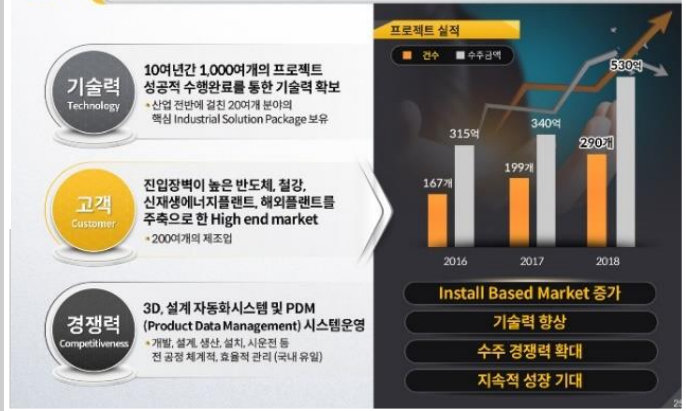 기술력
Technology
10여년간 1,000여개의 프로젝트
성공적 수행완료를 통한 기술력 확보
• 산업 전반에 걸친 20여개 분야의
핵심 Industrial Solution Package 보유
고객
Customer
진입장벽이 높은 반도체, 철강,
신재생에너지플랜트, 해외플랜트를
주축으로 한 High end market
• 200여개의 제조업
경쟁력
Competitiveness
3D, 설계 자동화시스템 및 PDM
(Product Data Management) 시스템운영
• 개발, 설계, 생산, 설치, 시운전 등
전 공정 체계적, 효율적 관리 (국내 유일)
프로젝트 실적
건수 수주금액
167개 315억
199개 340억
290개 530억
2016 2017 2018
Install Based Market 증가
기술력 향상
수주 경쟁력 확대
지속적 성장 기대